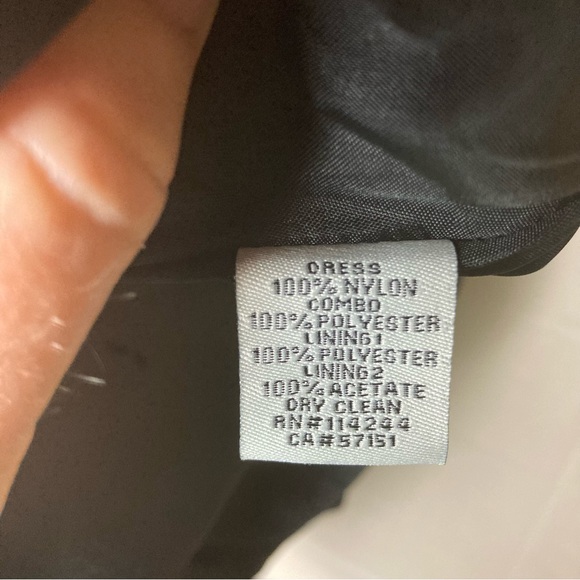 DRESS
100% NYLON
COMBO
100% POLYESTER
LINING1
100% POLYESTER
LINING2
100% ACETATE
DRY CLEAN
RN#114244
CA#57151